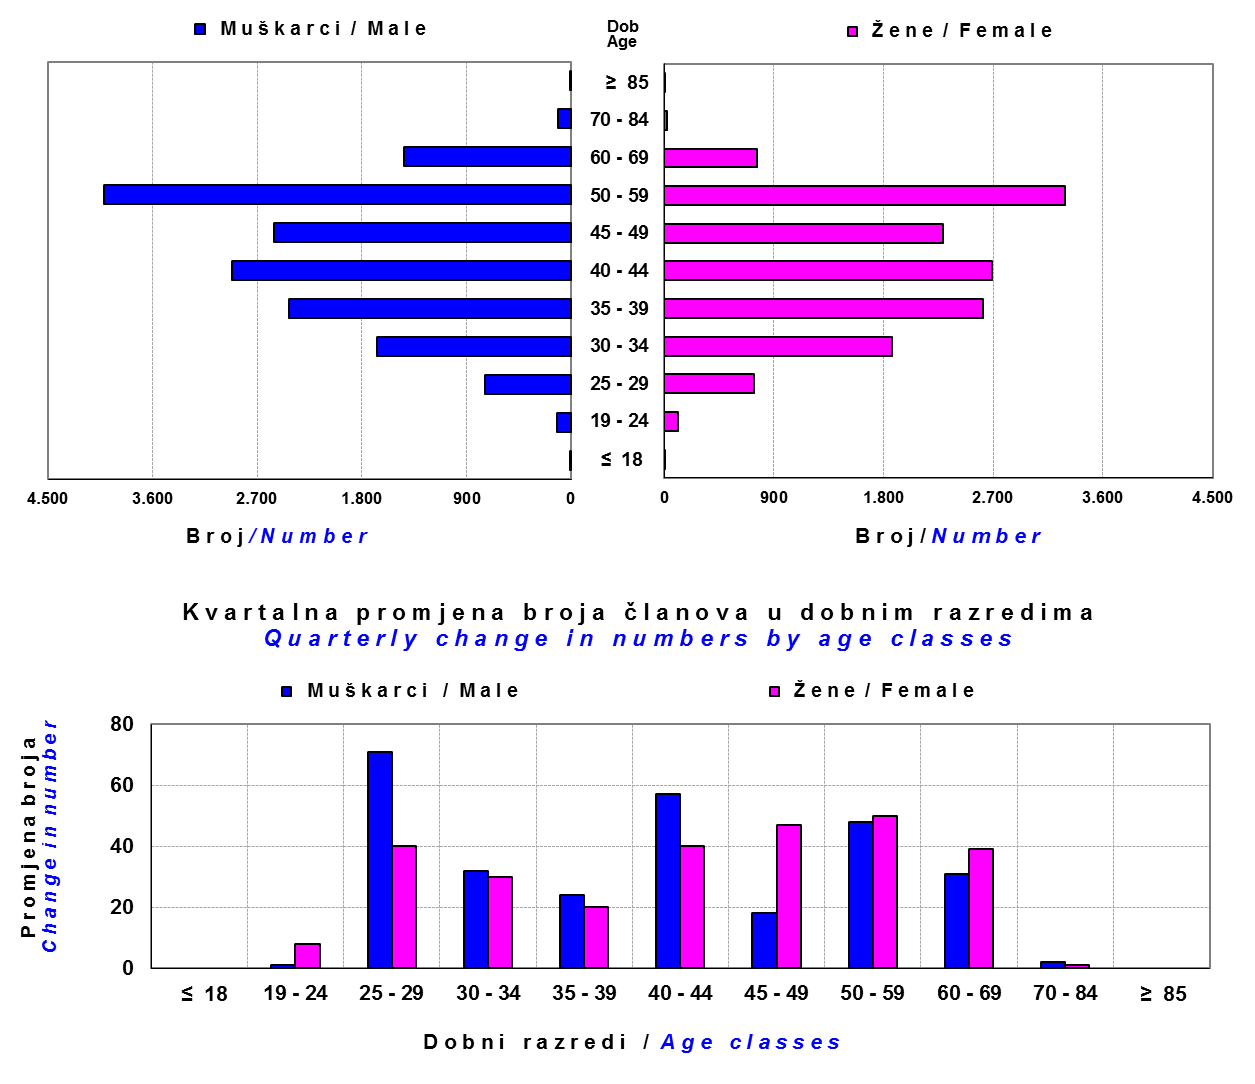 Muškarci / Male
Dob
Age
Žene / Female
≥ 85
70 - 84
60 - 69
50 - 59
45 - 49
40 - 44
35 - 39
30 - 34
25 - 29
19 - 24
≤ 18
4.500 3.600 2.700 1.800 900 0
0 900 1.800 2.700 3.600 4.500
Broj/Number
Broj/Number
Kvartalna promjena broja članova u dobnim razredima
Quarterly change in numbers by age classes
Muškarci / Male
Žene / Female
Promjena broja
Change in number
80
60
40
20
0
≤ 18 19 - 24 25 - 29 30 - 34 35 - 39 40 - 44 45 - 49 50 - 59 60 - 69 70 - 84 ≥ 85
Dobni razredi / Age classes